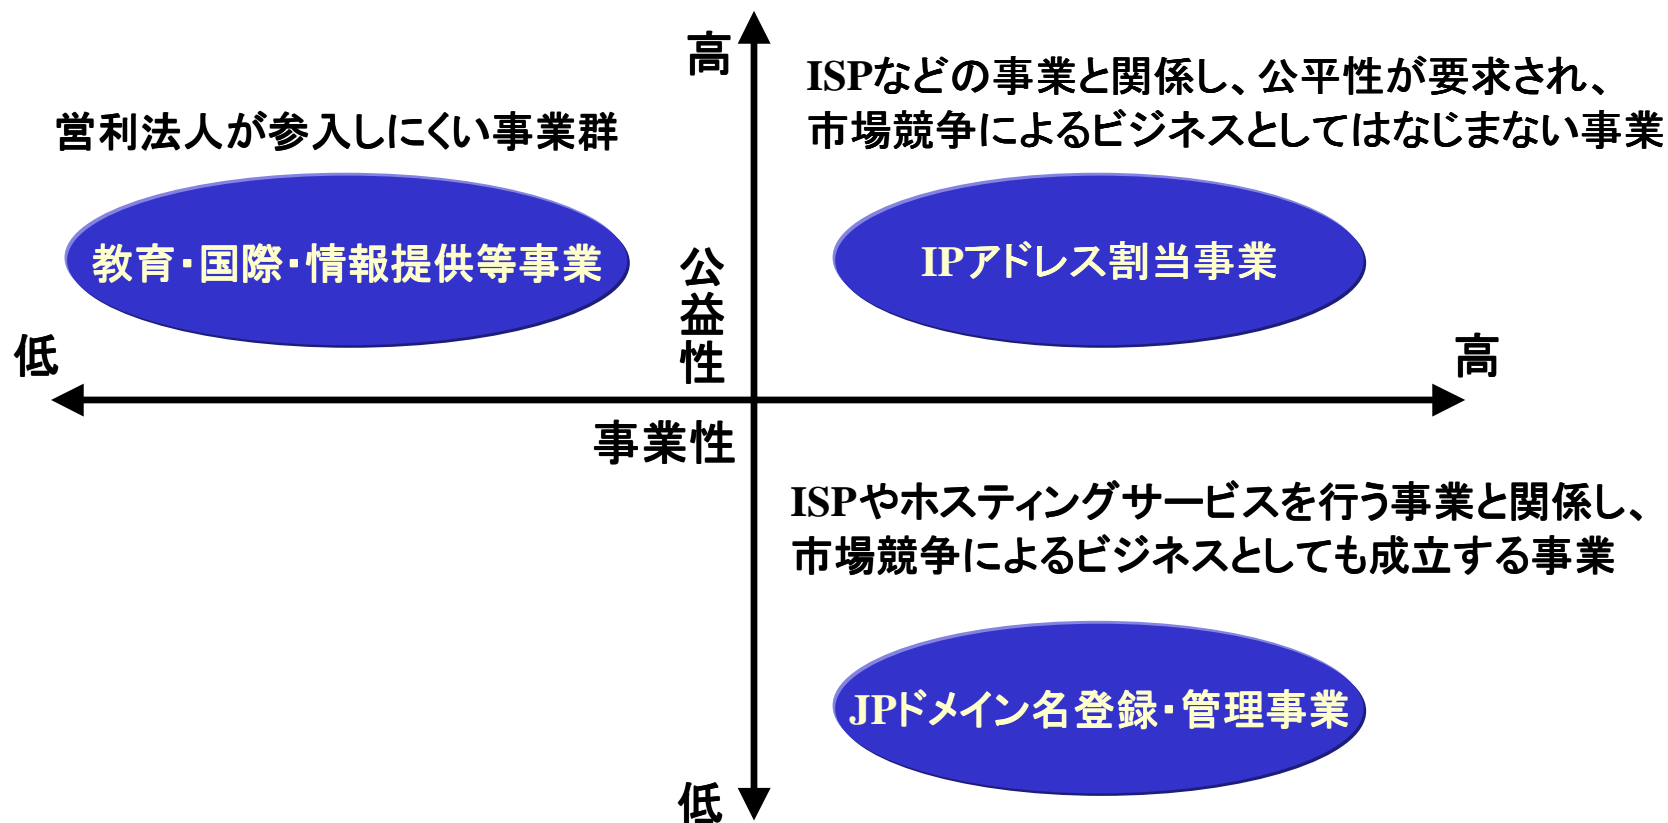 高
ISPなどの事業と関係し、公平性が要求され、
市場競争によるビジネスとしてはなじまない事業
営利法人が参入しにくい事業群
教育・国際・情報提供等事業
IPアドレス割当事業
公益性
低
高
事業性
ISPやホスティングサービスを行う事業と関係し、
市場競争によるビジネスとしても成立する事業
JPドメイン名登録・管理事業
低